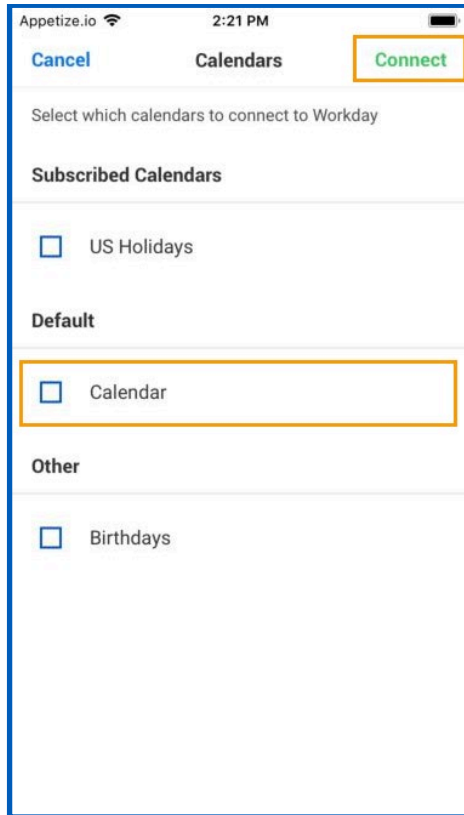 Appetize.io 2:21 PM
Cancel Calendars Connect
Select which calendars to connect to Workday
Subscribed Calendars
US Holidays
Default
Calendar
Other
Birthdays